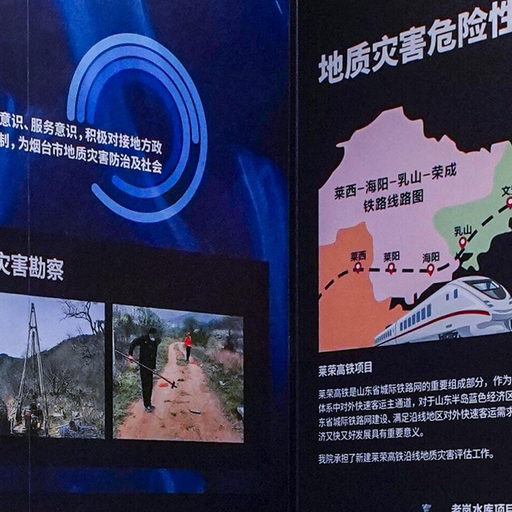 意识、服务意识，积极对接地方政
制，为烟台市地质灾害防治及社会
灾害勘察
地质灾害危险性
莱西-海阳-乳山-荣成
铁路线路图
莱西
莱阳
海阳
乳山
文
莱荣高铁项目
莱荣高铁是山东省城际铁路网的重要组成部分，作为
体系中对外快速客运主通道，对于山东半岛蓝色经济区
东省城际铁路网建设、满足沿线地区对外快速客运需求
济又快又好发展具有重要意义。
我院承担了新建莱荣高铁沿线地质灾害评估工作。
老岚水库项目